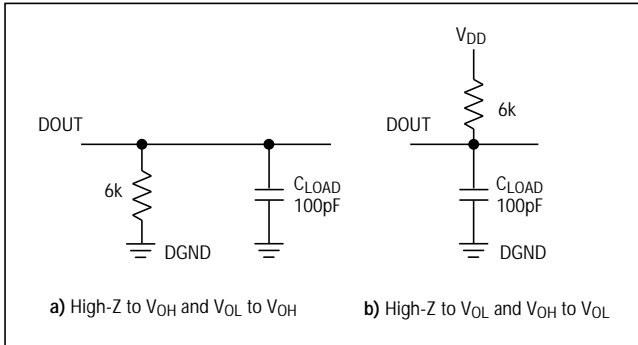 DOUT
6k
DGND
CLOAD
100pF
a) High-Z to VOH and VOL to VOH
VDD
6k
DOUT
CLOAD
100pF
DGND
b) High-Z to VOL and VOH to VOL